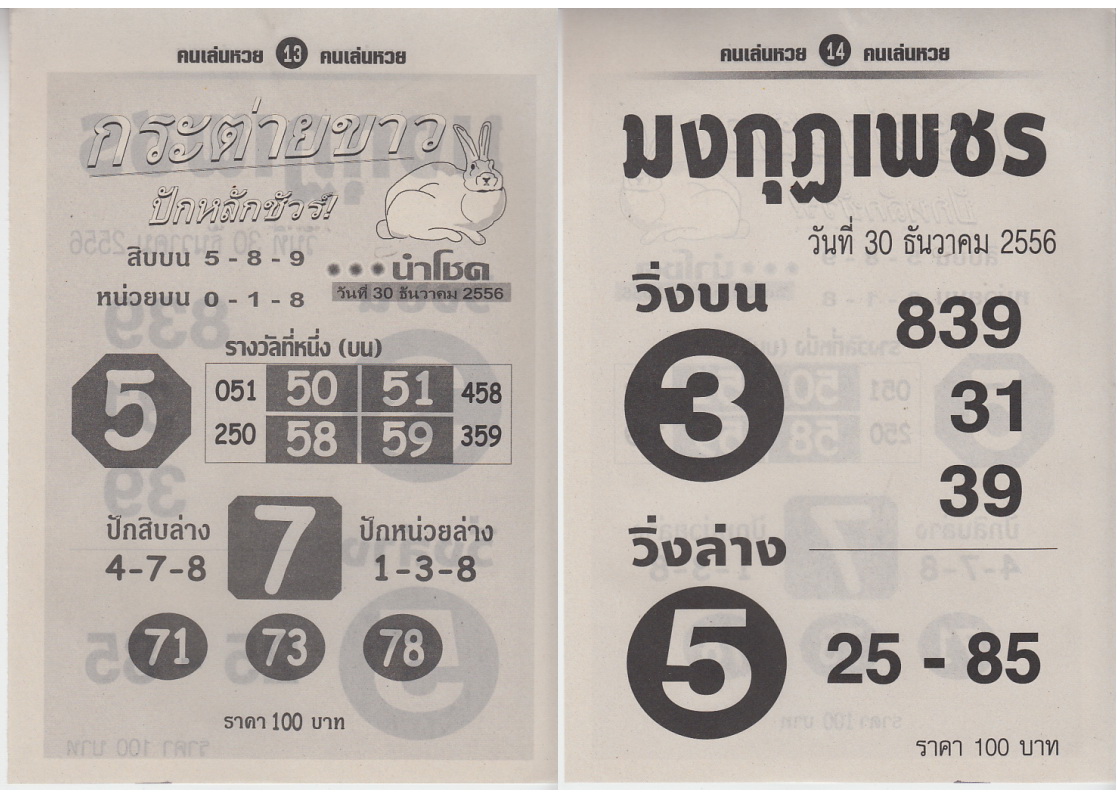 คนเล่นหวย 13 คนเล่นหวย
กระต่ายขาว
ปักหลักชัวร์!
สิบบน 5 - 8 - 9
นำโชค
หน่วยบน 0 - 1 - 8
วันที่ 30 ธันวาคม 2556
รางวัลที่หนึ่ง (บน)
5
051 50 51 458
250 58 59 359
ปักสิบล่าง 7 ปักหน่วยล่าง
4-7-8 1-3-8
71 73 78
ราคา 100 บาท
คนเล่นหวย 14 คนเล่นหวย
มงกุฎเพชร
วันที่ 30 ธันวาคม 2556
วิ่งบน
839
3
31
39
วิ่งล่าง
5
25 - 85
ราคา 100 บาท